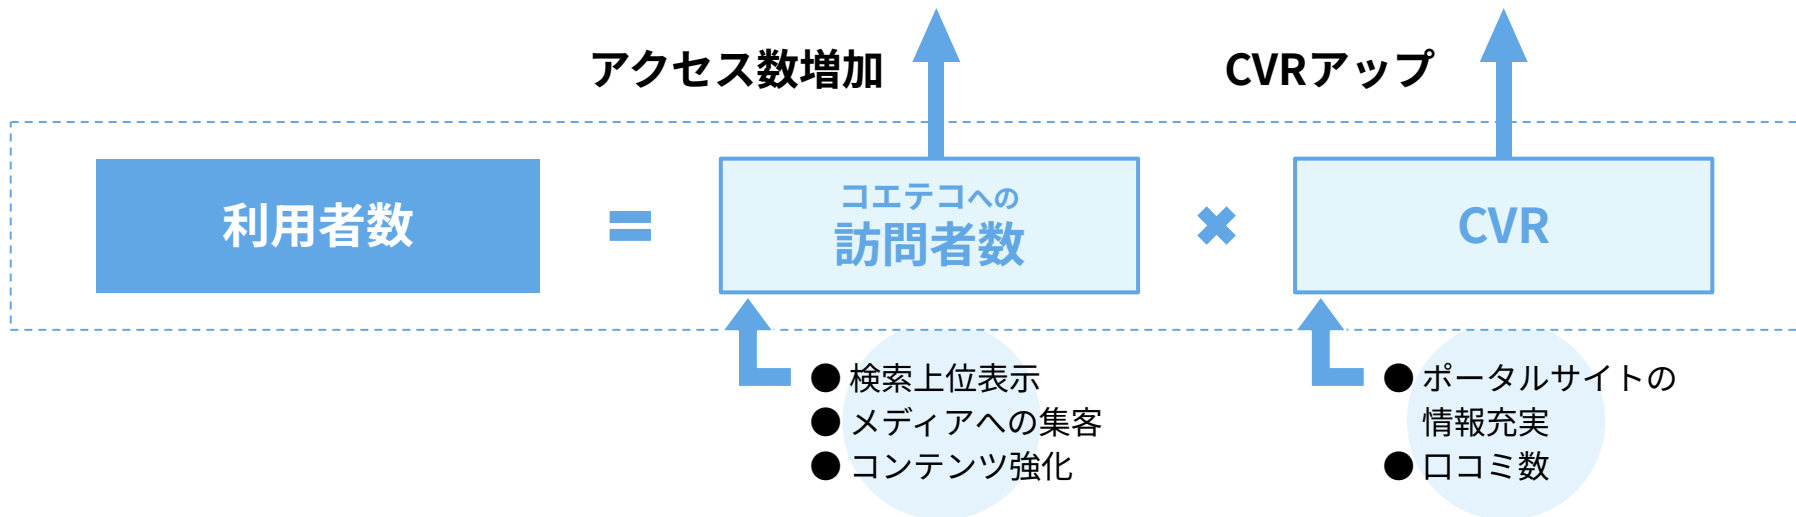 アクセス数増加
CVRアップ
利用者数
=
コエテコへの
訪問者数
×
CVR
● 検索上位表示
● メディアへの集客
● コンテンツ強化
● ポータルサイトの
情報充実
● 口コミ数